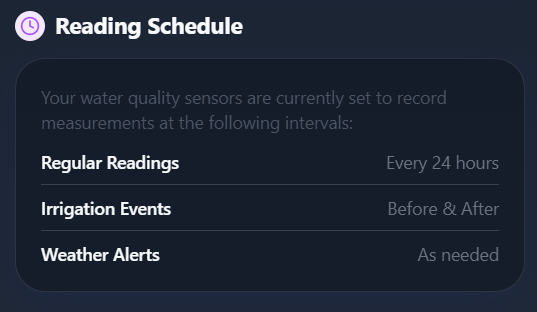 Reading Schedule
Your water quality sensors are currently set to record
measurements at the following intervals:
Regular Readings Every 24 hours
Irrigation Events Before & After
Weather Alerts As needed